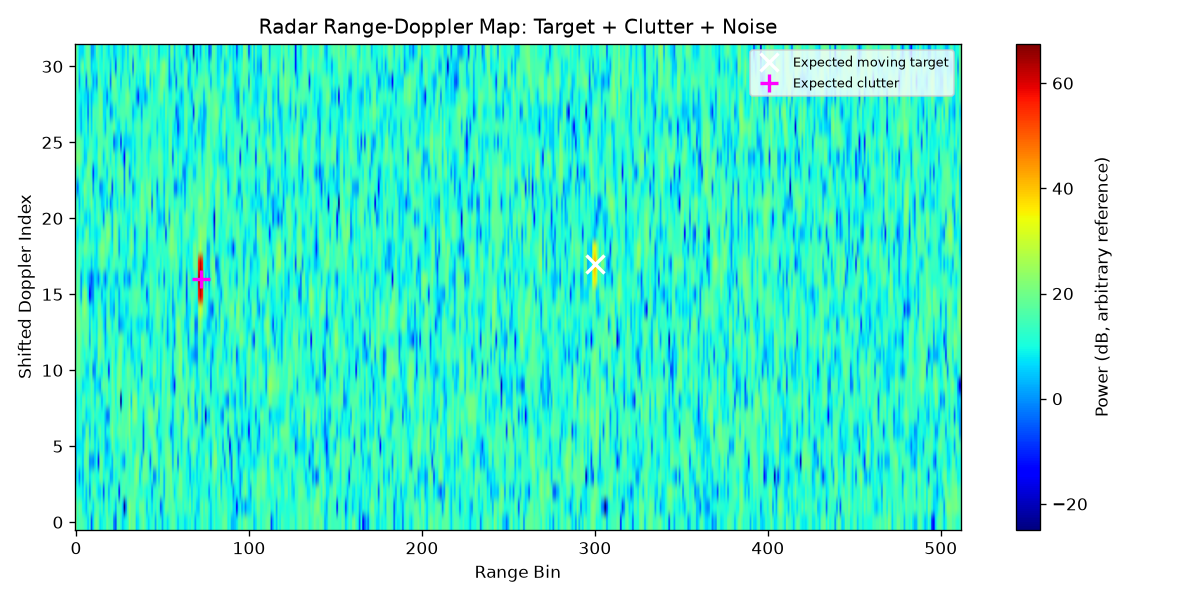 Radar Range-Doppler Map: Target + Clutter + Noise
Expected moving target
Expected clutter
Shifted Doppler Index
30
25
20
15
10
5
0
0 100 200 300 400 500
Range Bin
60
40
20
0
−20
Power (dB, arbitrary reference)